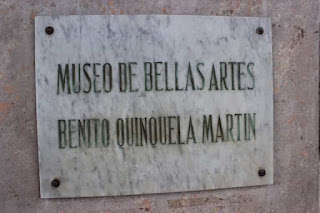 MUSEO DE BELLAS ARTES
BENITO QUINQUELA MARTIN